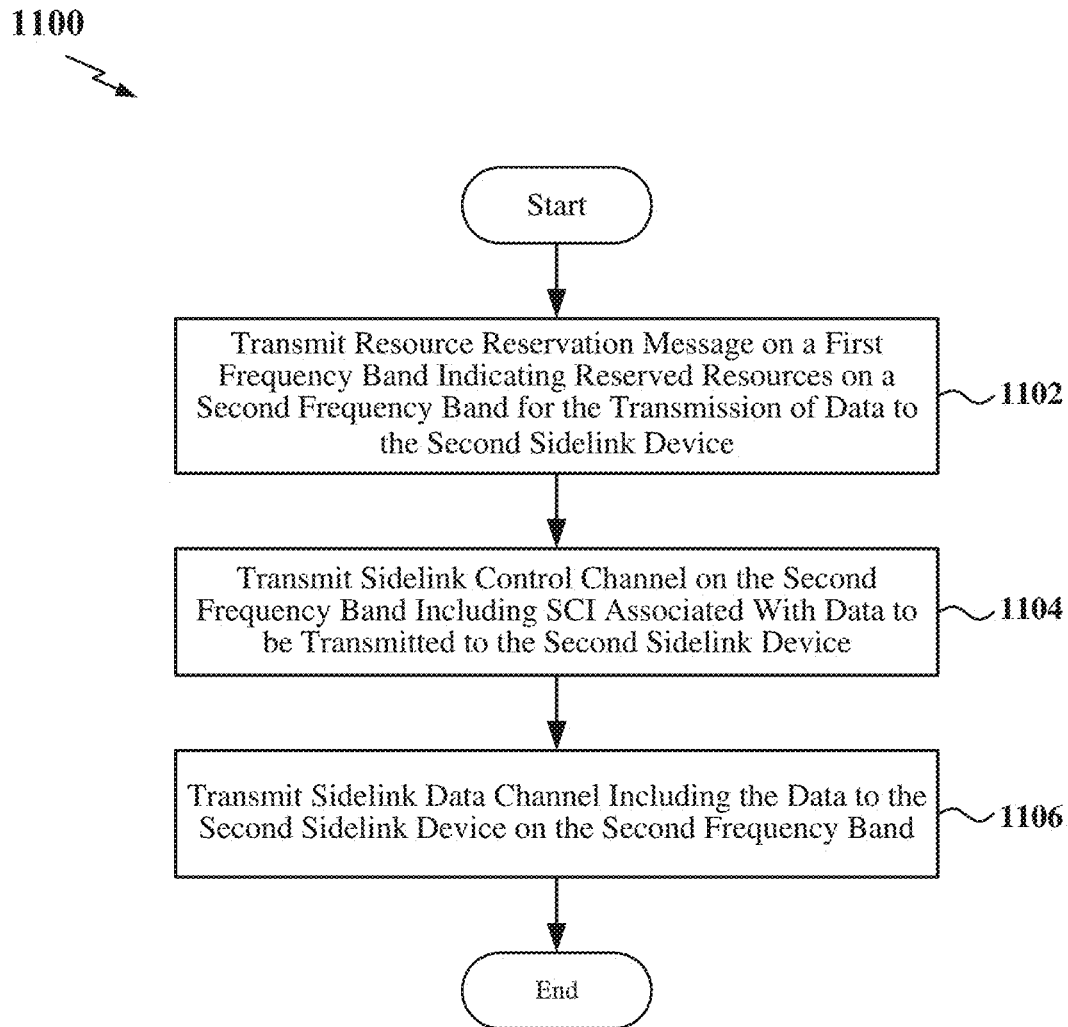 1100
Start
Transmit Resource Reservation Message on a First
Frequency Band Indicating Reserved Resources on a
Second Frequency Band for the Transmission of Data to
the Second Sidelink Device
1102
Transmit Sidelink Control Channel on the Second
Frequency Band Including SCI Associated With Data to
be Transmitted to the Second Sidelink Device
1104
Transmit Sidelink Data Channel Including the Data to the
Second Sidelink Device on the Second Frequency Band
1106
End